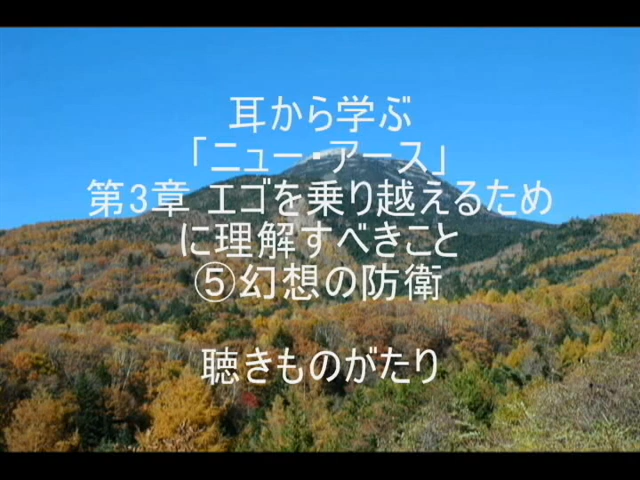 耳から学ぶ
「ニュー・アース」
第3章 エゴを乗り越えるため
に理解すべきこと
⑤幻想の防衛
聴きものがたり